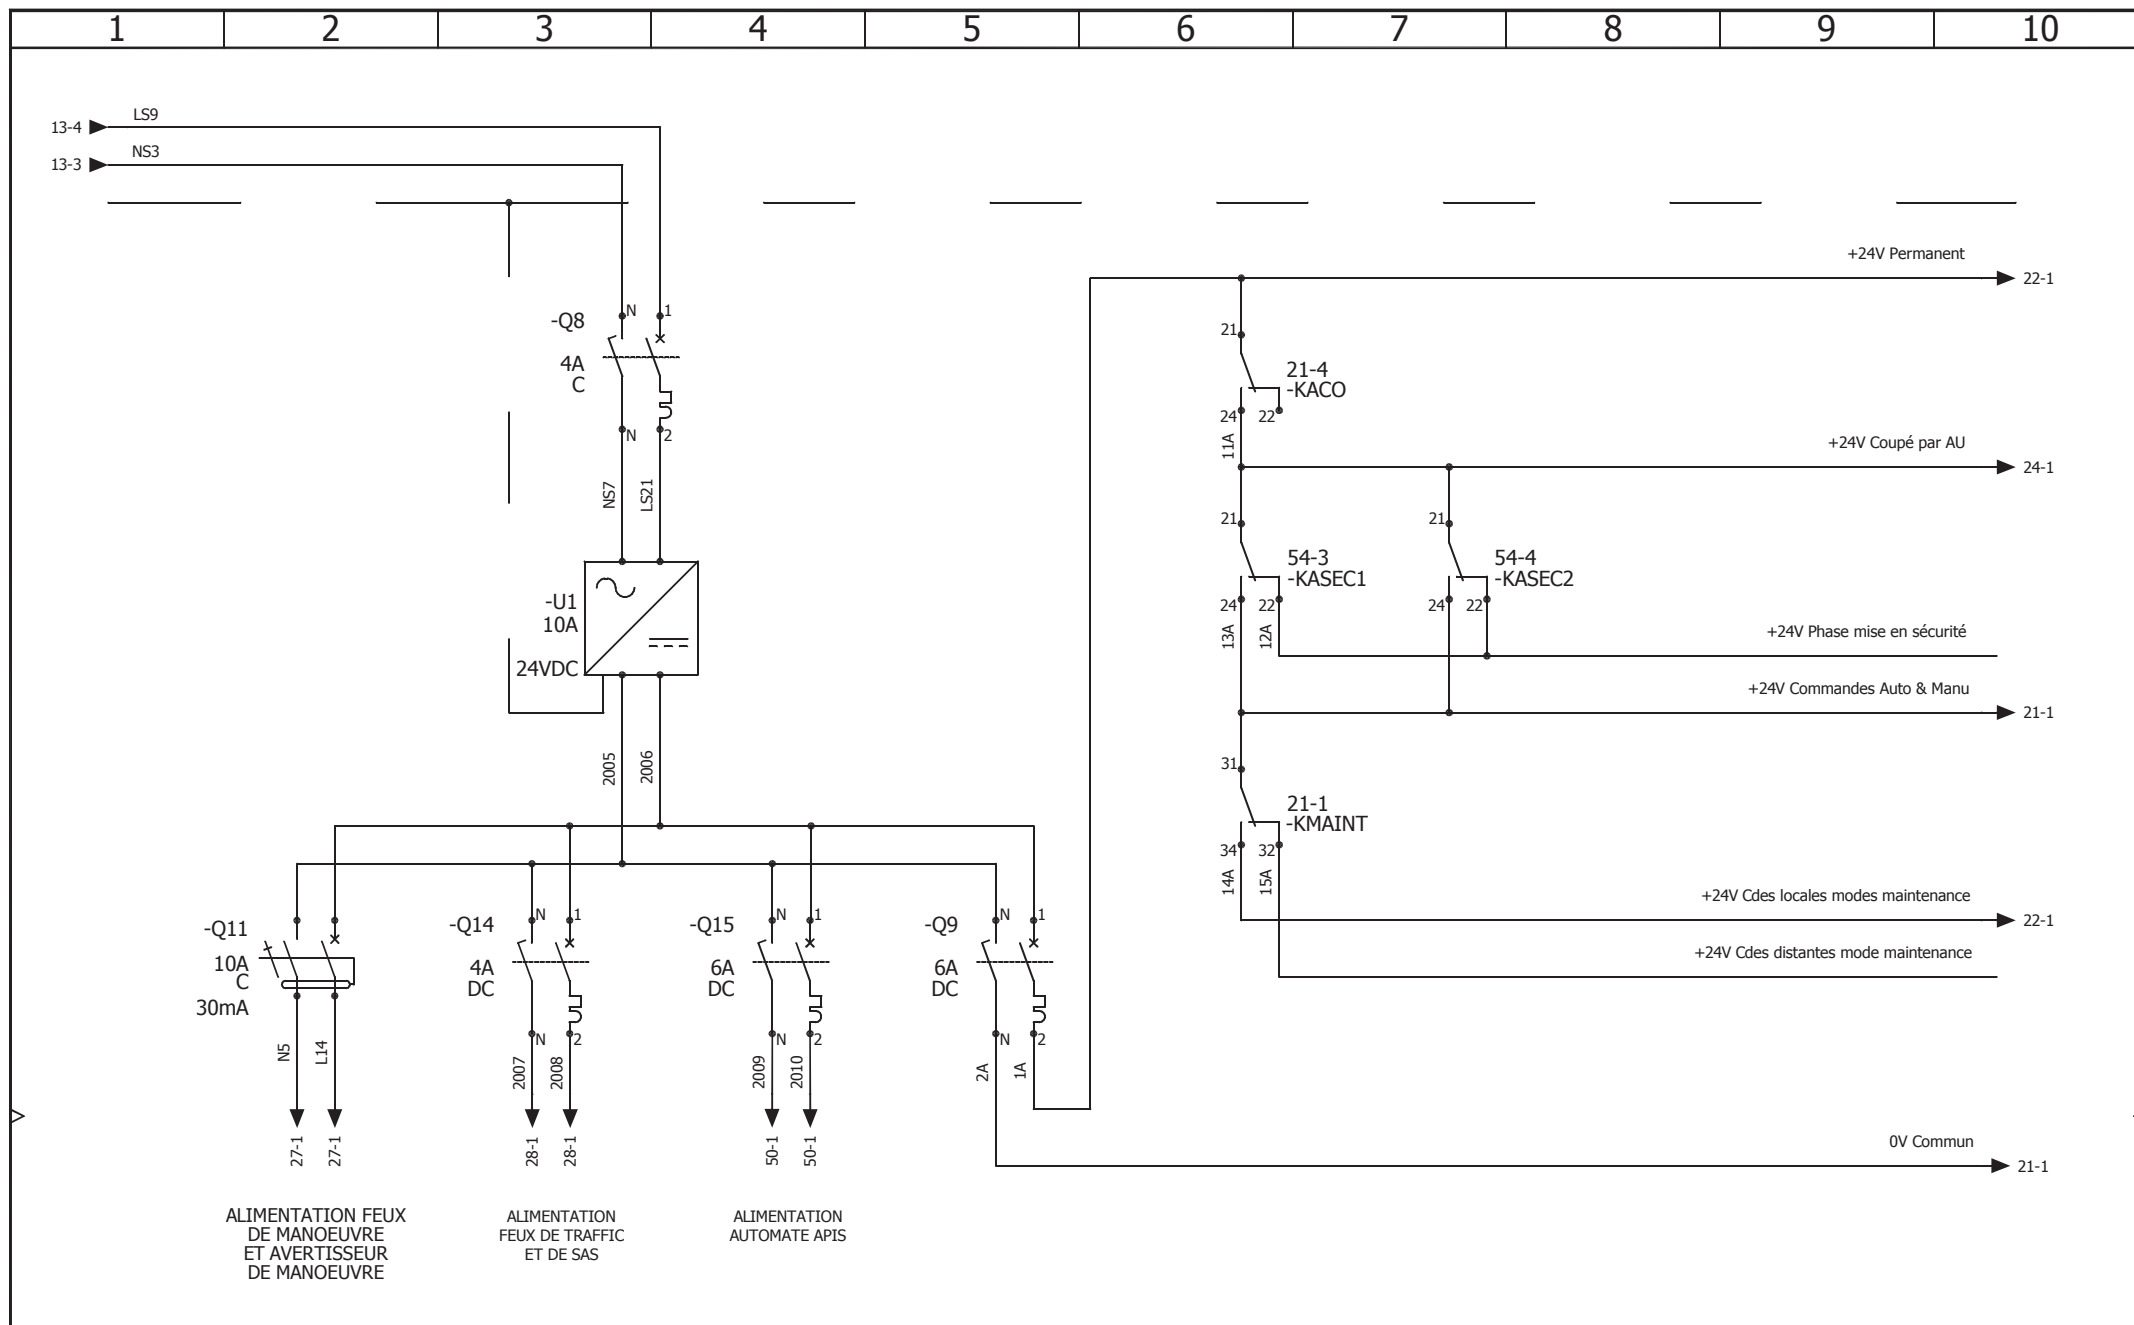 1 2 3 4 5 6 7 8 9 10
LS9
13-4
NS3
13-3
+24V Permanent
22-1
-Q8
4A
C
N
1
N
2
NS7
LS21
21
21-4
-KACO
24
22
11A
+24V Coupé par AU
24-1
21
54-3
-KASEC1
24
22
13A
12A
21
54-4
-KASEC2
24
22
+24V Phase mise en sécurité
-U1
10A
24VDC
+24V Commandes Auto & Manu
21-1
2005
2006
31
21-1
-KMAINT
34
32
14A
15A
+24V Cdes locales modes maintenance
22-1
+24V Cdes distantes mode maintenance
-Q11
10A
C
30mA
N5
L14
27-1
27-1
-Q14
4A
DC
N
1
N
2
2007
2008
28-1
28-1
-Q15
6A
DC
N
1
N
2
2009
2010
50-1
50-1
-Q9
6A
DC
N
1
N
2
2A
1A
0V Commun
21-1
ALIMENTATION FEUX
DE MANOEUVRE
ET AVERTISSEUR
DE MANOEUVRE
ALIMENTATION
FEUX DE TRAFFIC
ET DE SAS
ALIMENTATION
AUTOMATE APIS